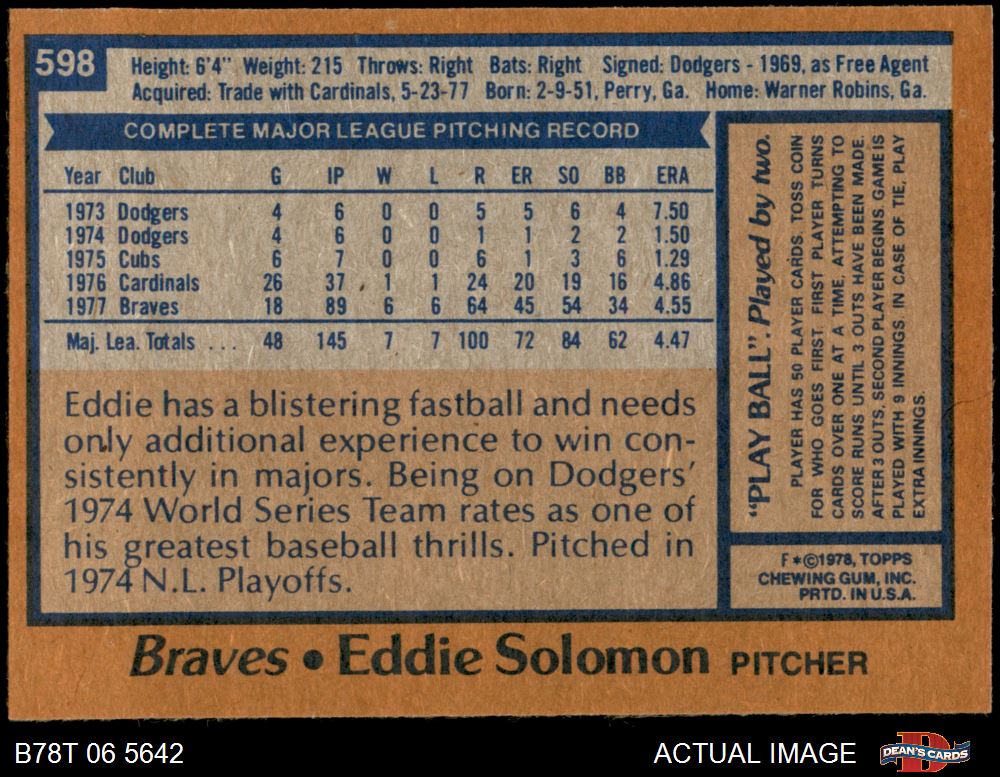 598
Height: 6'4" Weight: 215 Throws: Right Bats: Right Signed: Dodgers - 1969, as Free Agent
Acquired: Trade with Cardinals, 5-23-77 Born: 2-9-51, Perry, Ga. Home: Warner Robins, Ga.
COMPLETE MAJOR LEAGUE PITCHING RECORD
Year Club G IP W L R ER SO BB ERA
1973 Dodgers 4 6 0 0 5 5 6 4 7.50
1974 Dodgers 4 6 0 0 1 1 2 2 1.50
1975 Cubs 6 7 0 0 6 1 3 6 1.29
1976 Cardinals 26 37 1 1 24 20 19 16 4.86
1977 Braves 18 89 6 6 64 45 54 34 4.55
Maj. Lea. Totals ... 48 145 7 7 100 72 84 62 4.47
Eddie has a blistering fastball and needs
only additional experience to win con-
sistently in majors. Being on Dodgers'
1974 World Series Team rates as one of
his greatest baseball thrills. Pitched in
1974 N.L. Playoffs.
"PLAY BALL". Played by two.
PLAYER HAS 50 PLAYER CARDS. TOSS COIN
FOR WHO GOES FIRST. FIRST PLAYER TURNS
CARDS OVER ONE AT A TIME, ATTEMPTING TO
SCORE RUNS UNTIL 3 OUTS HAVE BEEN MADE.
AFTER 3 OUTS, SECOND PLAYER BEGINS. GAME IS
PLAYED WITH 9 INNINGS. IN CASE OF TIE, PLAY
EXTRA INNINGS.
F*©1978, TOPPS
CHEWING GUM, INC.
PRTD. IN U.S.A.
Braves • Eddie Solomon PITCHER
B78T 06 5642
ACTUAL IMAGE
DEAN'S CARDS